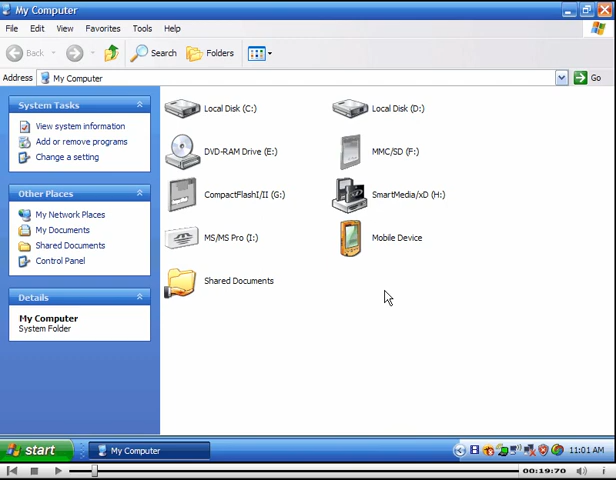 My Computer
File Edit View Favorites Tools Help
Back Search Folders
Address My Computer Go
System Tasks
View system information
Add or remove programs
Change a setting
Other Places
My Network Places
My Documents
Shared Documents
Control Panel
Details
My Computer
System Folder
Local Disk (C:) Local Disk (D:)
DVD-RAM Drive (E:) MMC/SD (F:)
CompactFlashI/II (G:) SmartMedia/xD (H:)
MS/MS Pro (I:) Mobile Device
Shared Documents
start My Computer 11:01 AM
00:19:70